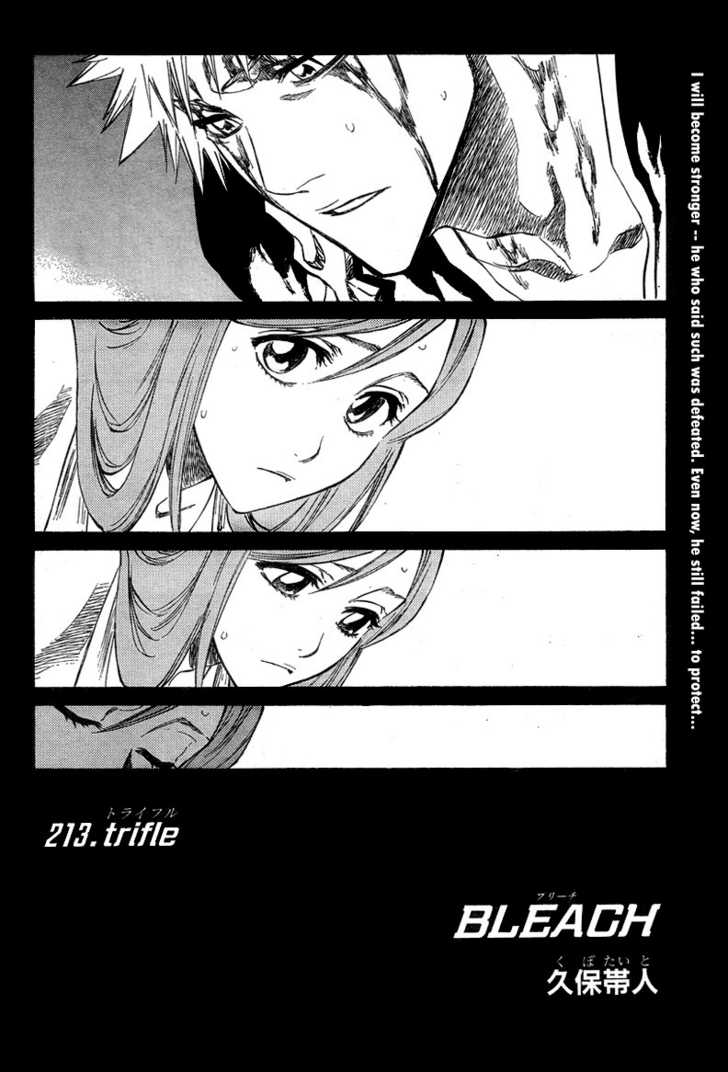 I will become stronger -- he who said such was defeated. Even now, he still failed... to protect...
トライフル
213. trifle
ブリーチ
BLEACH
くぼたいと
久保帯人